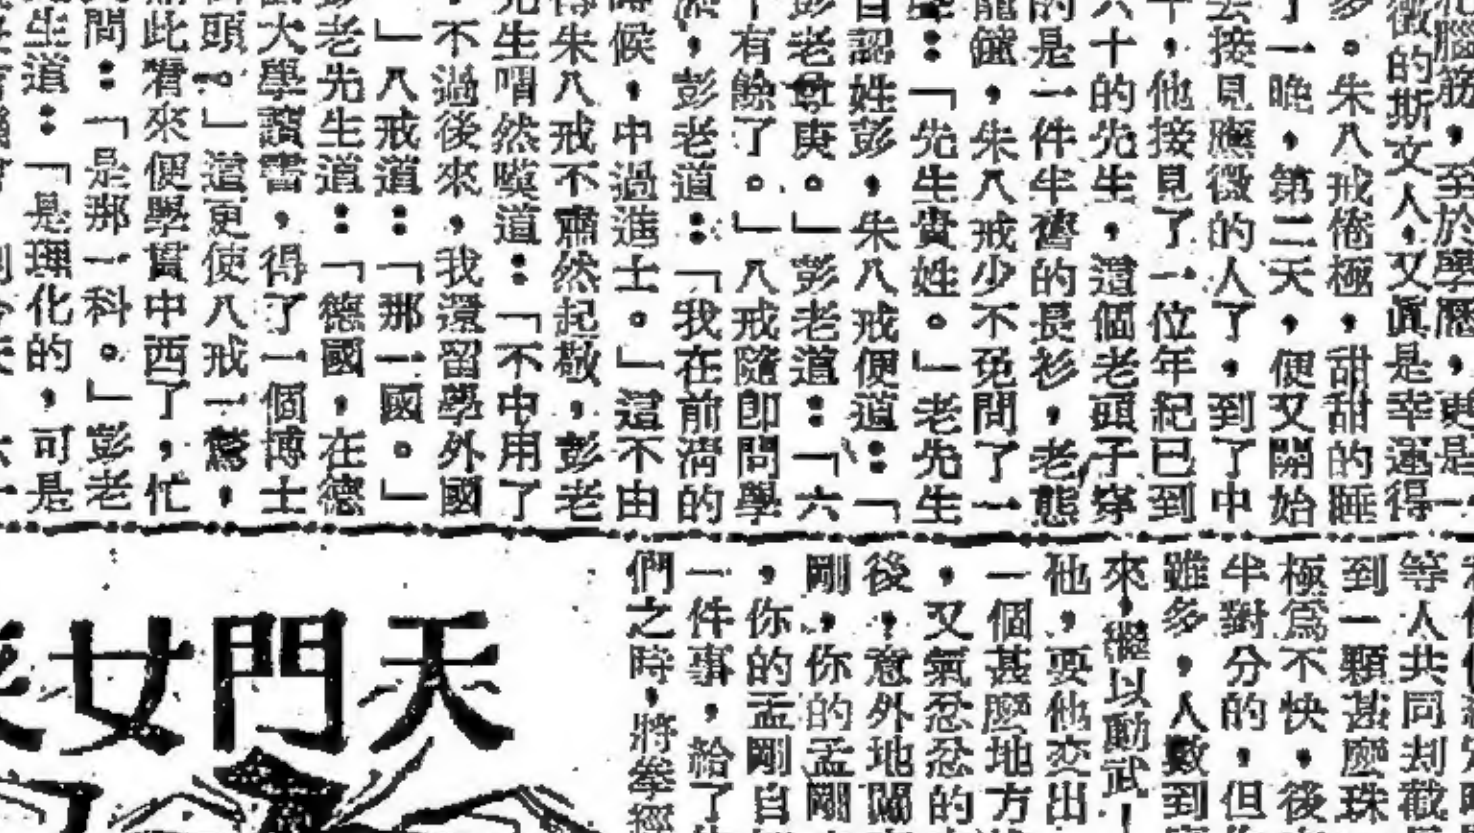 花腦筋，至於學歷，更是一
薇的斯文人，又眞是幸運得
多。朱八戒倦極，甜甜的睡
了一晚，第二天，便又開始
去接見應徵的人了。到了中
午，他接見了一位年紀已到
六十的先生，這個老頭子穿
的是一件半舊的長衫，老態
龍鍾，朱八戒少不免問了一
聲：「先生貴姓。」老先生
自認姓彭，朱八戒便道：「
彭老尊庚。」彭老道：「六
十有餘了。」八戒隨即問學
歷，彭老道：「我在前淸的
時候，中過進士。」這不由
得朱八戒不肅然起敬，彭老
先生喟然嘆道：「不中用了
，不過後來，我還留學外國
」八戒道：「那一國。」
彭老先生道：「德國，在德
國大學讀書，得了一個博士
銜頭。」這更使八戒一驚，
如此看來便學貫中西了，忙
問：「是那一科。」彭老
先生道：「是理化的，可是
等人共同刦截
到一顆甚麼珠
極爲不快，後
半對分的，但
雖多，人數到
來，繼以動武！
他，要他交出
一個甚麼地方
，又氣忿忿的
後，意外地關
剛，你的孟剛
，你的孟剛自
一件事，給了
們之時，將拳經
天門女